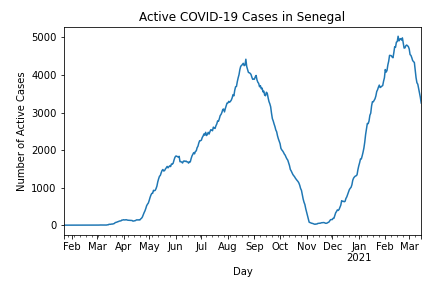 Active COVID-19 Cases in Senegal
Number of Active Cases
5000
4000
3000
2000
1000
0
Feb Mar Apr May Jun Jul Aug Sep Oct Nov Dec Jan Feb Mar
2021
Day